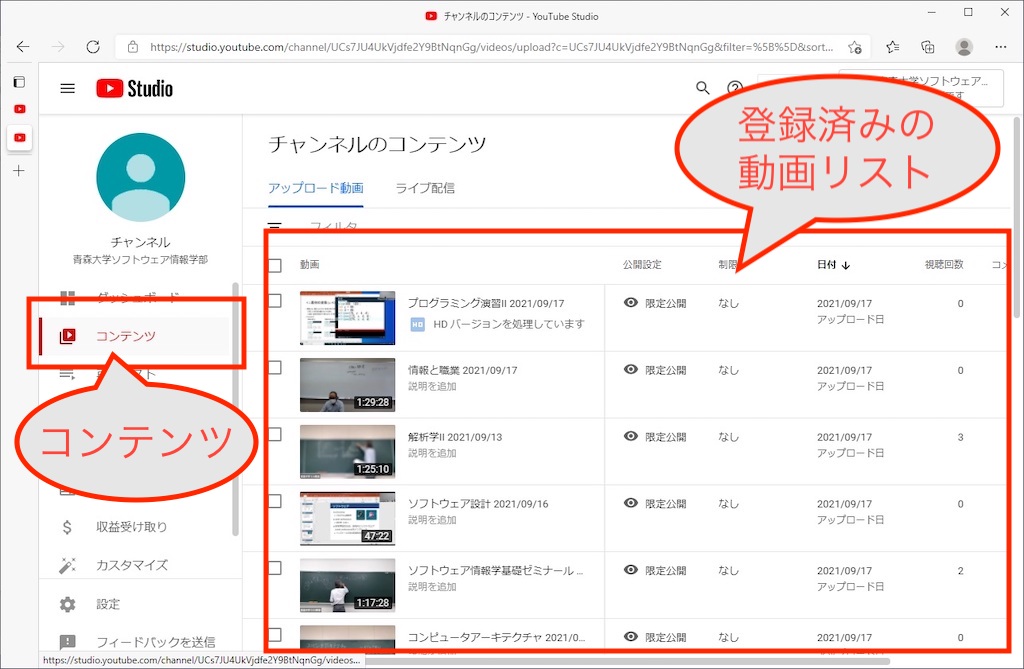 チャンネルのコンテンツ - YouTube Studio
https://studio.youtube.com/channel/UCs7JU4UkVjdfe2Y9BtNqnGg/videos/upload?c=UCs7JU4UkVjdfe2Y9BtNqnGg&filter=%5B%5D&sort...
Studio
青森大学ソフトウェア...
です
登録済みの
動画リスト
チャンネルのコンテンツ
アップロード動画 ライブ配信
フィルタ
チャンネル
青森大学ソフトウェア情報学部
ダッシュボード
コンテンツ
コンテンツ
収益受け取り
カスタマイズ
設定
フィードバックを送信
動画 公開設定 制限 日付 ↓ 視聴回数 コメ
プログラミング演習II 2021/09/17 限定公開 なし 2021/09/17 0
HD HD バージョンを処理しています アップロード日
情報と職業 2021/09/17 限定公開 なし 2021/09/17 0
1:29:28 説明を追加 アップロード日
解析学II 2021/09/13 限定公開 なし 2021/09/17 3
1:25:10 説明を追加 アップロード日
ソフトウェア設計 2021/09/16 限定公開 なし 2021/09/17 0
47:22 説明を追加 アップロード日
ソフトウェア情報学基礎ゼミナール ... 限定公開 なし 2021/09/17 2
1:17:28 説明を追加 アップロード日
コンピュータアーキテクチャ 2021/0... 限定公開 なし 2021/09/17 0
https://studio.youtube.com/channel/UCs7JU4UkVjdfe2Y9BtNqnGg/videos...